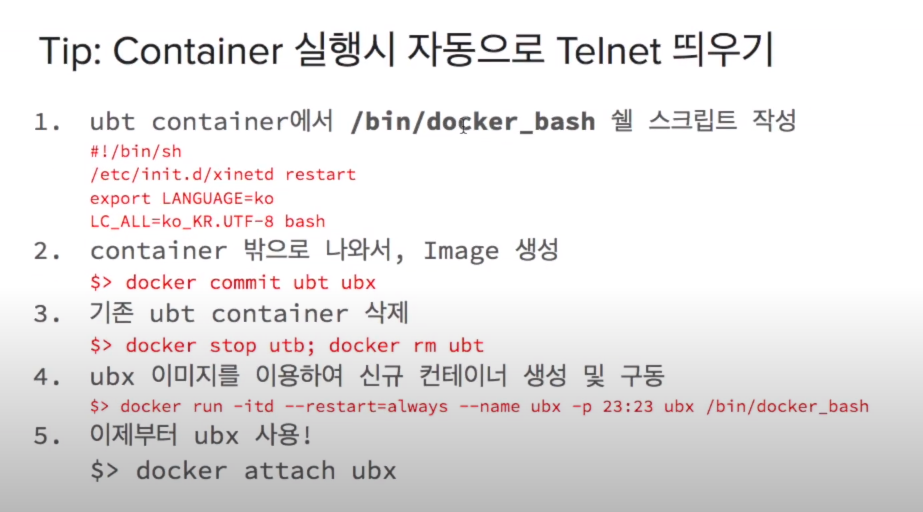 Tip: Container 실행시 자동으로 Telnet 띄우기
1. ubt container에서 /bin/docker_bash 쉘 스크립트 작성
#!/bin/sh
/etc/init.d/xinetd restart
export LANGUAGE=ko
LC_ALL=ko_KR.UTF-8 bash
2. container 밖으로 나와서, Image 생성
$> docker commit ubt ubx
3. 기존 ubt container 삭제
$> docker stop utb; docker rm ubt
4. ubx 이미지를 이용하여 신규 컨테이너 생성 및 구동
$> docker run -itd --restart=always --name ubx -p 23:23 ubx /bin/docker_bash
5. 이제부터 ubx 사용!
$> docker attach ubx